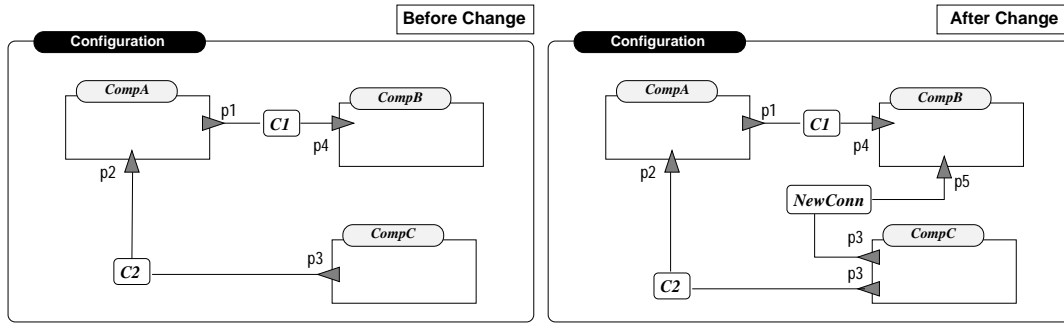 Before Change
Configuration
CompA
CompB
p1
C1
p4
p2
CompC
p3
C2
After Change
Configuration
CompA
CompB
p1
C1
p4
p2
p5
NewConn
CompC
p3
p3
C2